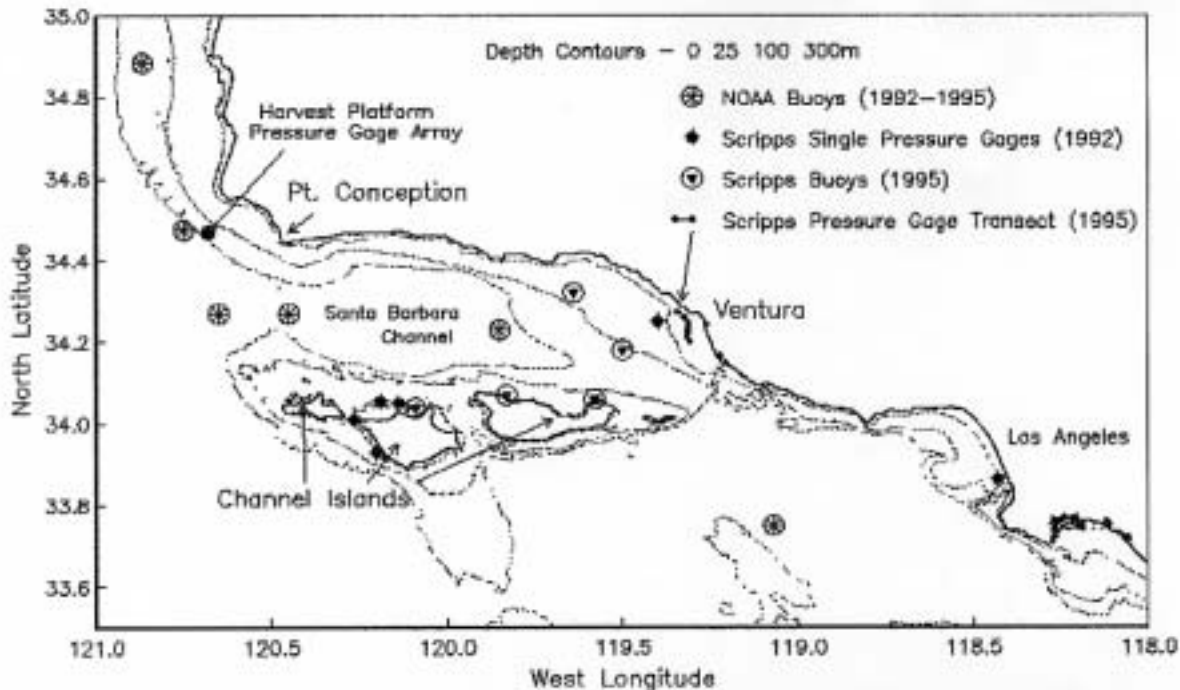 35.0
34.8
34.6
34.4
34.2
34.0
33.8
33.6
North Latitude
Depth Contours – 0 25 100 300m
NOAA Buoys (1992–1995)
Scripps Single Pressure Gages (1992)
Scripps Buoys (1995)
Scripps Pressure Gage Transect (1995)
Harvest Platform
Pressure Gage Array
Pt. Conception
Santa Barbara
Channel
Ventura
Los Angeles
Channel Islands
121.0 120.5 120.0 119.5 119.0 118.5 118.0
West Longitude